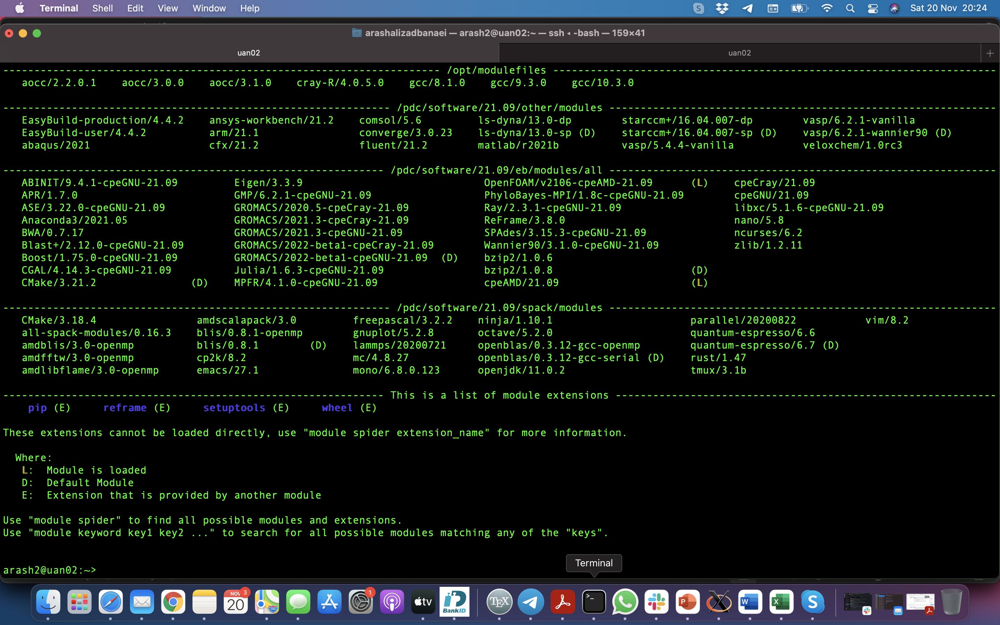 Terminal Shell Edit View Window Help Sat 20 Nov 20:24
arashalizadbanaei — arash2@uan02:~ — ssh ◂ -bash — 159×41
uan02 uan02
/opt/modulefiles
aocc/2.2.0.1 aocc/3.0.0 aocc/3.1.0 cray-R/4.0.5.0 gcc/8.1.0 gcc/9.3.0 gcc/10.3.0
/pdc/software/21.09/other/modules
EasyBuild-production/4.4.2 ansys-workbench/21.2 comsol/5.6 ls-dyna/13.0-dp starccm+/16.04.007-dp vasp/6.2.1-vanilla
EasyBuild-user/4.4.2 arm/21.1 converge/3.0.23 ls-dyna/13.0-sp (D) starccm+/16.04.007-sp (D) vasp/6.2.1-wannier90 (D)
abaqus/2021 cfx/21.2 fluent/21.2 matlab/r2021b vasp/5.4.4-vanilla veloxchem/1.0rc3
/pdc/software/21.09/eb/modules/all
ABINIT/9.4.1-cpeGNU-21.09 Eigen/3.3.9 OpenFOAM/v2106-cpeAMD-21.09 (L) cpeCray/21.09
APR/1.7.0 GMP/6.2.1-cpeGNU-21.09 PhyloBayes-MPI/1.8c-cpeGNU-21.09 cpeGNU/21.09
ASE/3.22.0-cpeGNU-21.09 GROMACS/2020.5-cpeCray-21.09 Ray/2.3.1-cpeGNU-21.09 libxc/5.1.6-cpeGNU-21.09
Anaconda3/2021.05 GROMACS/2021.3-cpeCray-21.09 ReFrame/3.8.0 nano/5.8
BWA/0.7.17 GROMACS/2021.3-cpeGNU-21.09 SPAdes/3.15.3-cpeGNU-21.09 ncurses/6.2
Blast+/2.12.0-cpeGNU-21.09 GROMACS/2022-beta1-cpeCray-21.09 Wannier90/3.1.0-cpeGNU-21.09 zlib/1.2.11
Boost/1.75.0-cpeGNU-21.09 GROMACS/2022-beta1-cpeGNU-21.09 (D) bzip2/1.0.6
CGAL/4.14.3-cpeGNU-21.09 Julia/1.6.3-cpeGNU-21.09 bzip2/1.0.8 (D)
CMake/3.21.2 (D) MPFR/4.1.0-cpeGNU-21.09 cpeAMD/21.09 (L)
/pdc/software/21.09/spack/modules
CMake/3.18.4 amdscalapack/3.0 freepascal/3.2.2 ninja/1.10.1 parallel/20200822 vim/8.2
all-spack-modules/0.16.3 blis/0.8.1-openmp gnuplot/5.2.8 octave/5.2.0 quantum-espresso/6.6
amdblis/3.0-openmp blis/0.8.1 (D) lammps/20200721 openblas/0.3.12-gcc-openmp quantum-espresso/6.7 (D)
amdfftw/3.0-openmp cp2k/8.2 mc/4.8.27 openblas/0.3.12-gcc-serial (D) rust/1.47
amdlibflame/3.0-openmp emacs/27.1 mono/6.8.0.123 openjdk/11.0.2 tmux/3.1b
This is a list of module extensions
pip (E) reframe (E) setuptools (E) wheel (E)
These extensions cannot be loaded directly, use "module spider extension_name" for more information.
Where:
L: Module is loaded
D: Default Module
E: Extension that is provided by another module
Use "module spider" to find all possible modules and extensions.
Use "module keyword key1 key2 ..." to search for all possible modules matching any of the "keys".
arash2@uan02:~>
Terminal
NOV 3
20
280
1
tv
BankID
TEX
P
W
X
S